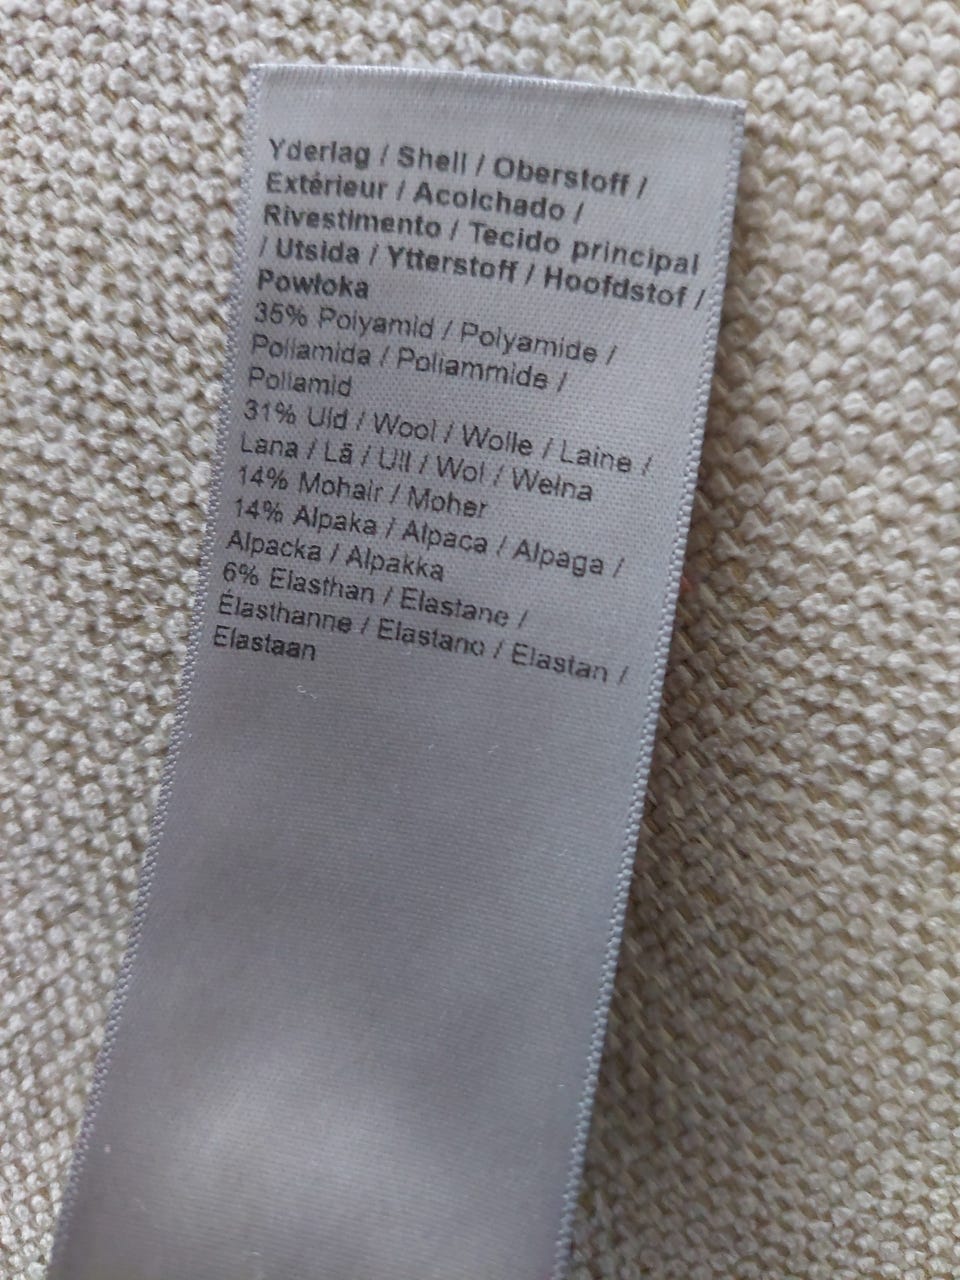 Yderlag / Shell / Oberstoff /
Extérieur / Acolchado /
Rivestimento / Tecido principal
/ Utsida / Ytterstoff / Hoofdstof /
Powłoka
35% Polyamid / Polyamide /
Poliamida / Poliammide /
Poliamid
31% Uld / Wool / Wolle / Laine /
Lana / Lã / Ull / Wol / Wełna
14% Mohair / Moher
14% Alpaka / Alpaca / Alpaga /
Alpacka / Alpakka
6% Elasthan / Elastane /
Élasthanne / Elastano / Elastan /
Elastaan